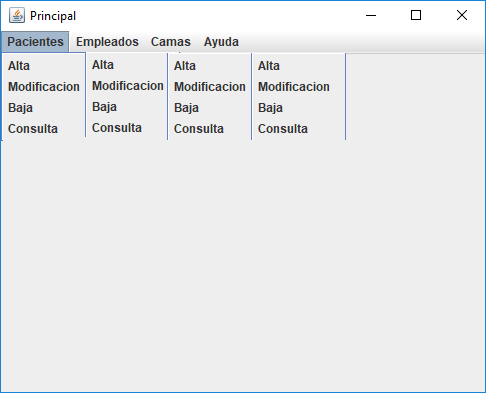 Principal
Pacientes Empleados Camas Ayuda
Alta Alta Alta Alta
Modificacion Modificacion Modificacion Modificacion
Baja Baja Baja Baja
Consulta Consulta Consulta Consulta